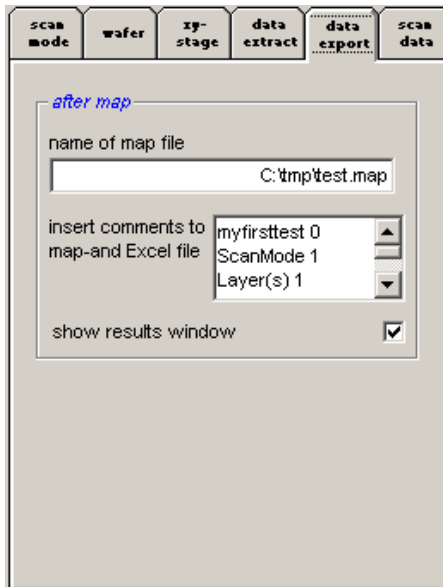 scan mode
wafer
xy-stage
data extract
data export
scan data
after map
name of map file
C:\tmp\test.map
insert comments to
map-and Excel file
myfirsttest 0
ScanMode 1
Layer(s) 1
show results window